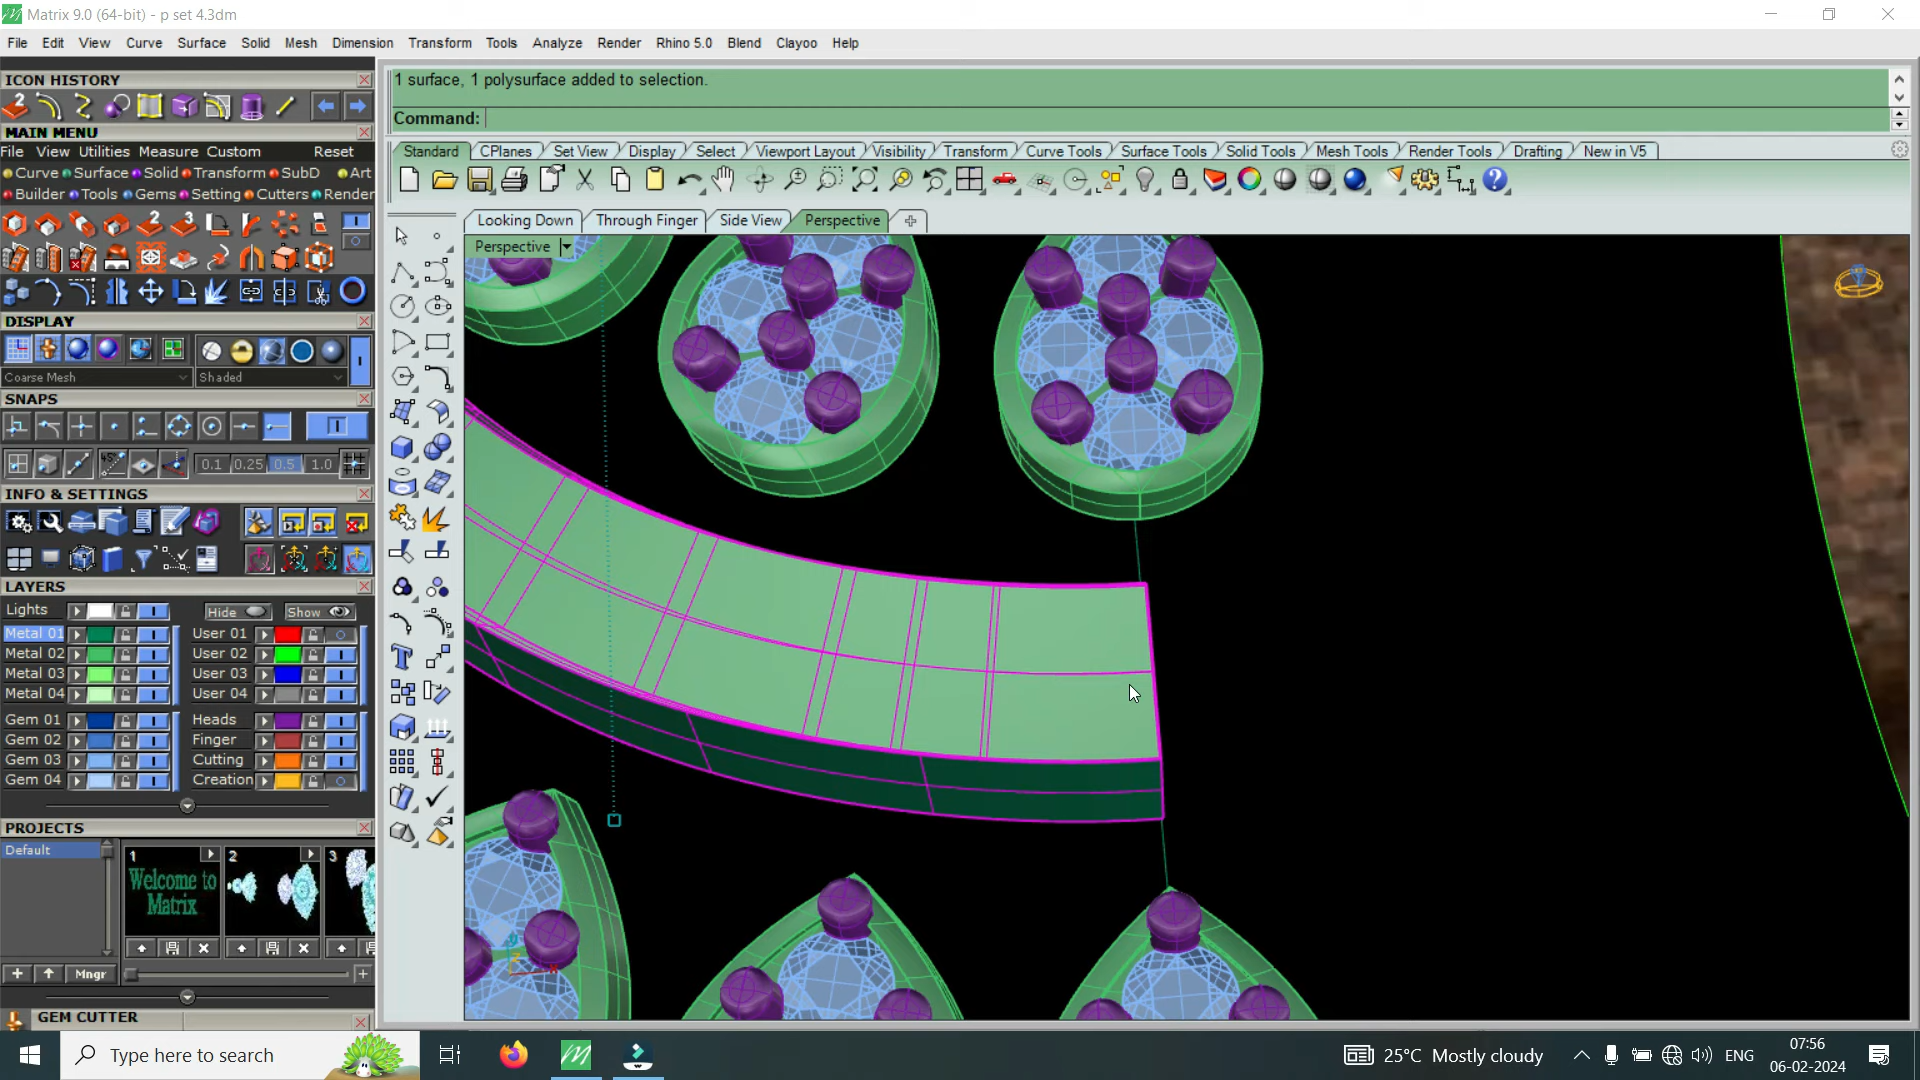 Matrix 9.0 (64-bit) - p set 4.3dm
File Edit View Curve Surface Solid Mesh Dimension Transform Tools Analyze Render Rhino 5.0 Blend Clayoo Help
ICON HISTORY
1 surface, 1 polysurface added to selection.
Command:
MAIN MENU
File View Utilities Measure Custom Reset
Curve Surface Solid Transform SubD Art
Builder Tools Gems Setting Cutters Render
Standard CPlanes Set View Display Select Viewport Layout Visibility Transform Curve Tools Surface Tools Solid Tools Mesh Tools Render Tools Drafting New in V5
Looking Down Through Finger Side View Perspective
Perspective
DISPLAY
Coarse Mesh Shaded
SNAPS
0.1 0.25 0.5 1.0
INFO & SETTINGS
LAYERS
Lights Hide Show
Metal 01 User 01
Metal 02 User 02
Metal 03 User 03
Metal 04 User 04
Gem 01 Heads
Gem 02 Finger
Gem 03 Cutting
Gem 04 Creation
PROJECTS
Default
1 2 3
Welcome to
Matrix
Mngr
GEM CUTTER
Type here to search
25°C Mostly cloudy
ENG
07:56
06-02-2024